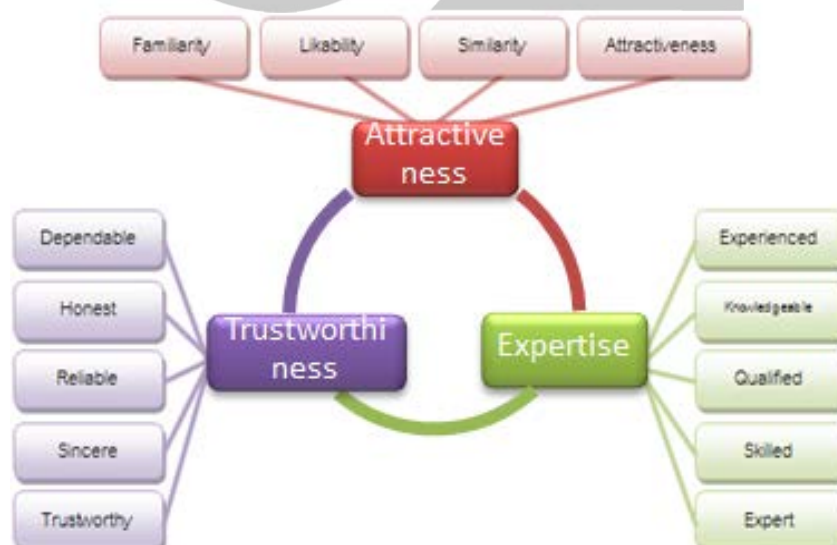 Familiarity
Likability
Similarity
Attractiveness
Attractive
ness
Dependable
Honest
Reliable
Sincere
Trustworthy
Trustworthi
ness
Expertise
Experienced
Knowledgeable
Qualified
Skilled
Expert